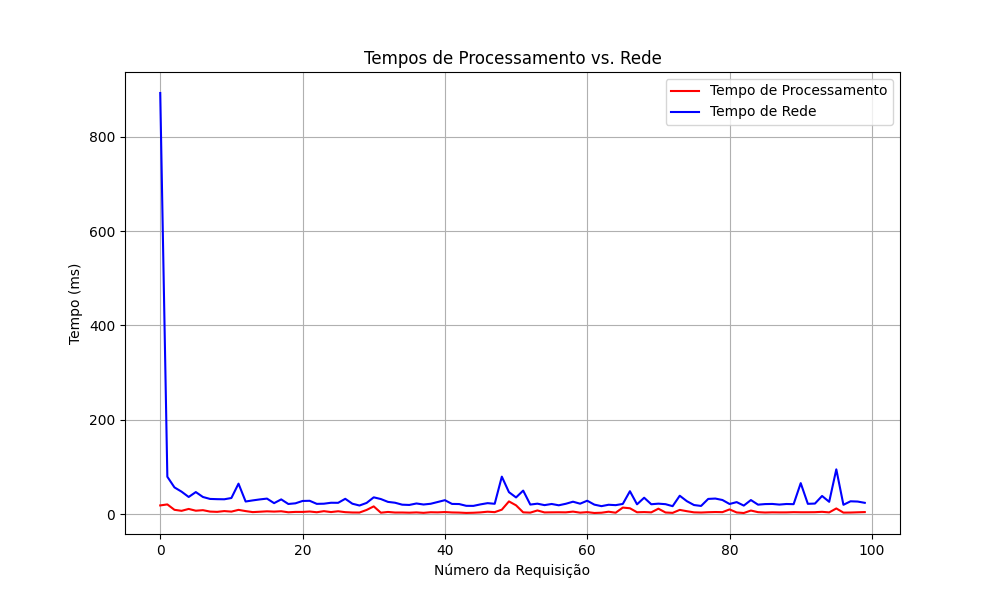 Tempos de Processamento vs. Rede
Tempo de Processamento
Tempo de Rede
Tempo (ms)
800
600
400
200
0
0 20 40 60 80 100
Número da Requisição